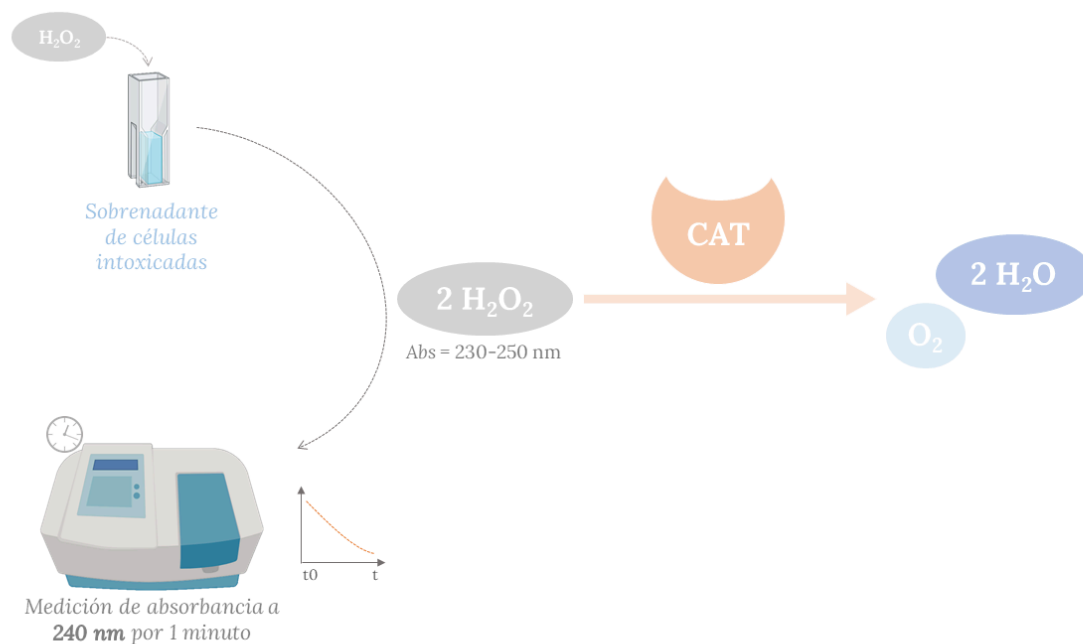 H₂O₂
Sobrenadante
de células
intoxicadas
CAT
2 H₂O₂
2 H₂O
O₂
Abs = 230-250 nm
t0
t
Medición de absorbancia a
240 nm por 1 minuto